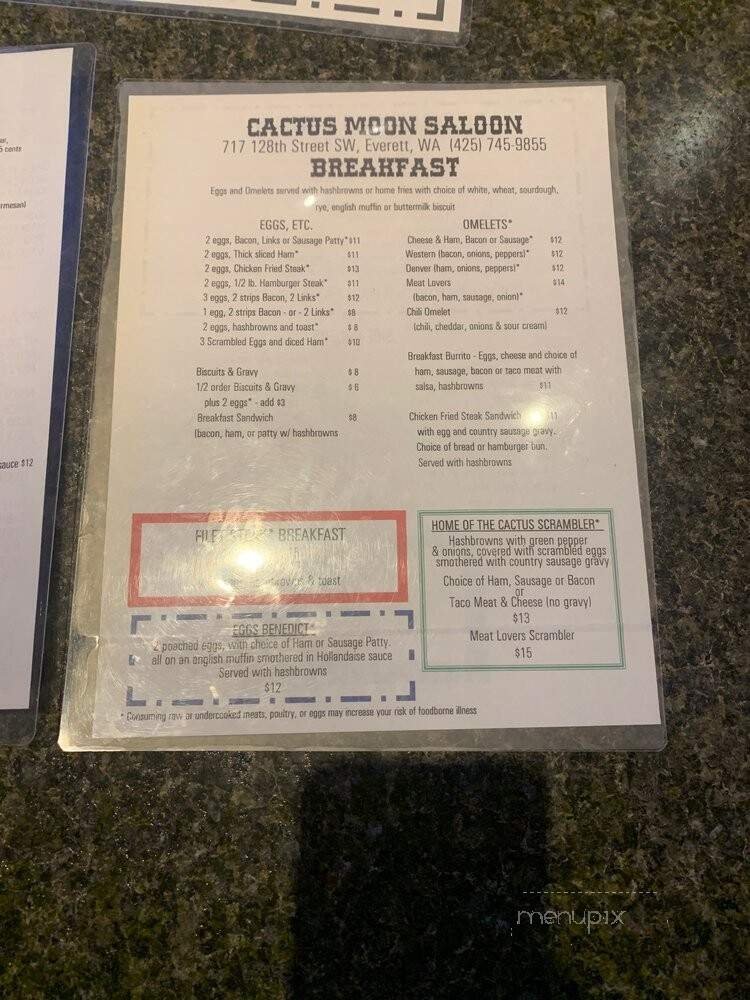 CACTUS MOON SALOON
717 128th Street SW, Everett, WA (425) 745-9855
BREAKFAST
Eggs and Omelets served with hashbrowns or home fries with choice of white, wheat, sourdough,
rye, english muffin or buttermilk biscuit
EGGS, ETC.
2 eggs, Bacon, Links or Sausage Patty* $11
2 eggs, Thick sliced Ham* $11
2 eggs, Chicken Fried Steak* $13
2 eggs, 1/2 lb. Hamburger Steak* $11
3 eggs, 2 strips Bacon, 2 Links* $12
1 egg, 2 strips Bacon - or - 2 Links* $8
2 eggs, hashbrowns and toast* $ 8
3 Scrambled Eggs and diced Ham* $10
Biscuits & Gravy $ 8
1/2 order Biscuits & Gravy $ 6
plus 2 eggs* - add $3
Breakfast Sandwich $8
(bacon, ham, or patty w/ hashbrowns
OMELETS*
Cheese & Ham, Bacon or Sausage* $12
Western (bacon, onions, peppers)* $12
Denver (ham, onions, peppers)* $12
Meat Lovers $14
(bacon, ham, sausage, onion)*
Chili Omelet $12
(chili, cheddar, onions & sour cream)
Breakfast Burrito - Eggs, cheese and choice of
ham, sausage, bacon or taco meat with
salsa, hashbrowns $11
Chicken Fried Steak Sandwich 11
with egg and country sausage gravy.
Choice of bread or hamburger bun.
Served with hashbrowns
BREAKFAST
& toast
EGGS BENEDICT*
2 poached eggs, with choice of Ham or Sausage Patty.
all on an english muffin smothered in Hollandaise sauce
Served with hashbrowns
$12
HOME OF THE CACTUS SCRAMBLER*
Hashbrowns with green pepper
& onions, covered with scrambled eggs
smothered with country sausage gravy
Choice of Ham, Sausage or Bacon
or
Taco Meat & Cheese (no gravy)
$13
Meat Lovers Scrambler
$15
* Consuming raw or undercooked meats, poultry, or eggs may increase your risk of foodborne illness
5 cents
sauce $12
menupix